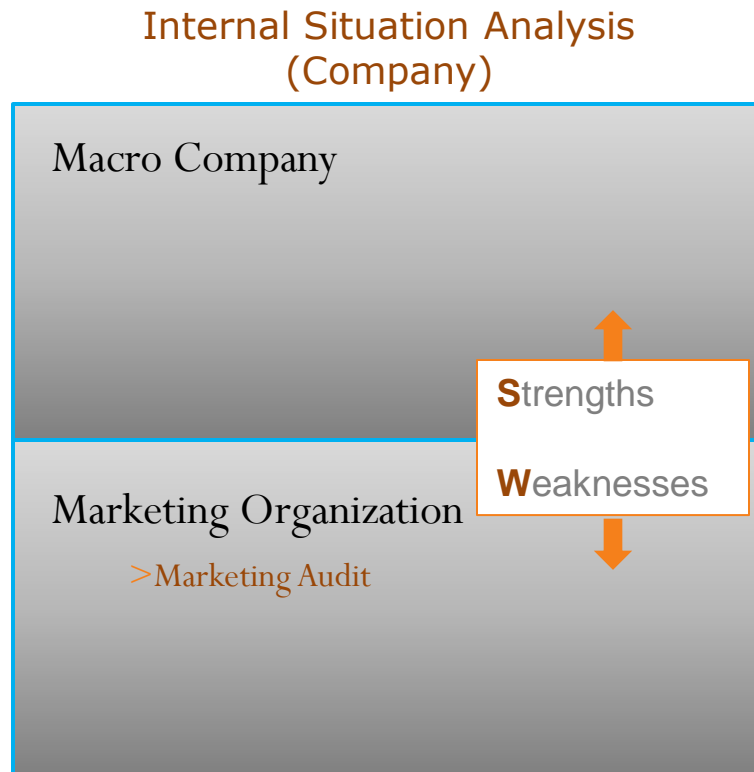 Internal Situation Analysis
(Company)
Macro Company
Strengths
Weaknesses
Marketing Organization
>Marketing Audit